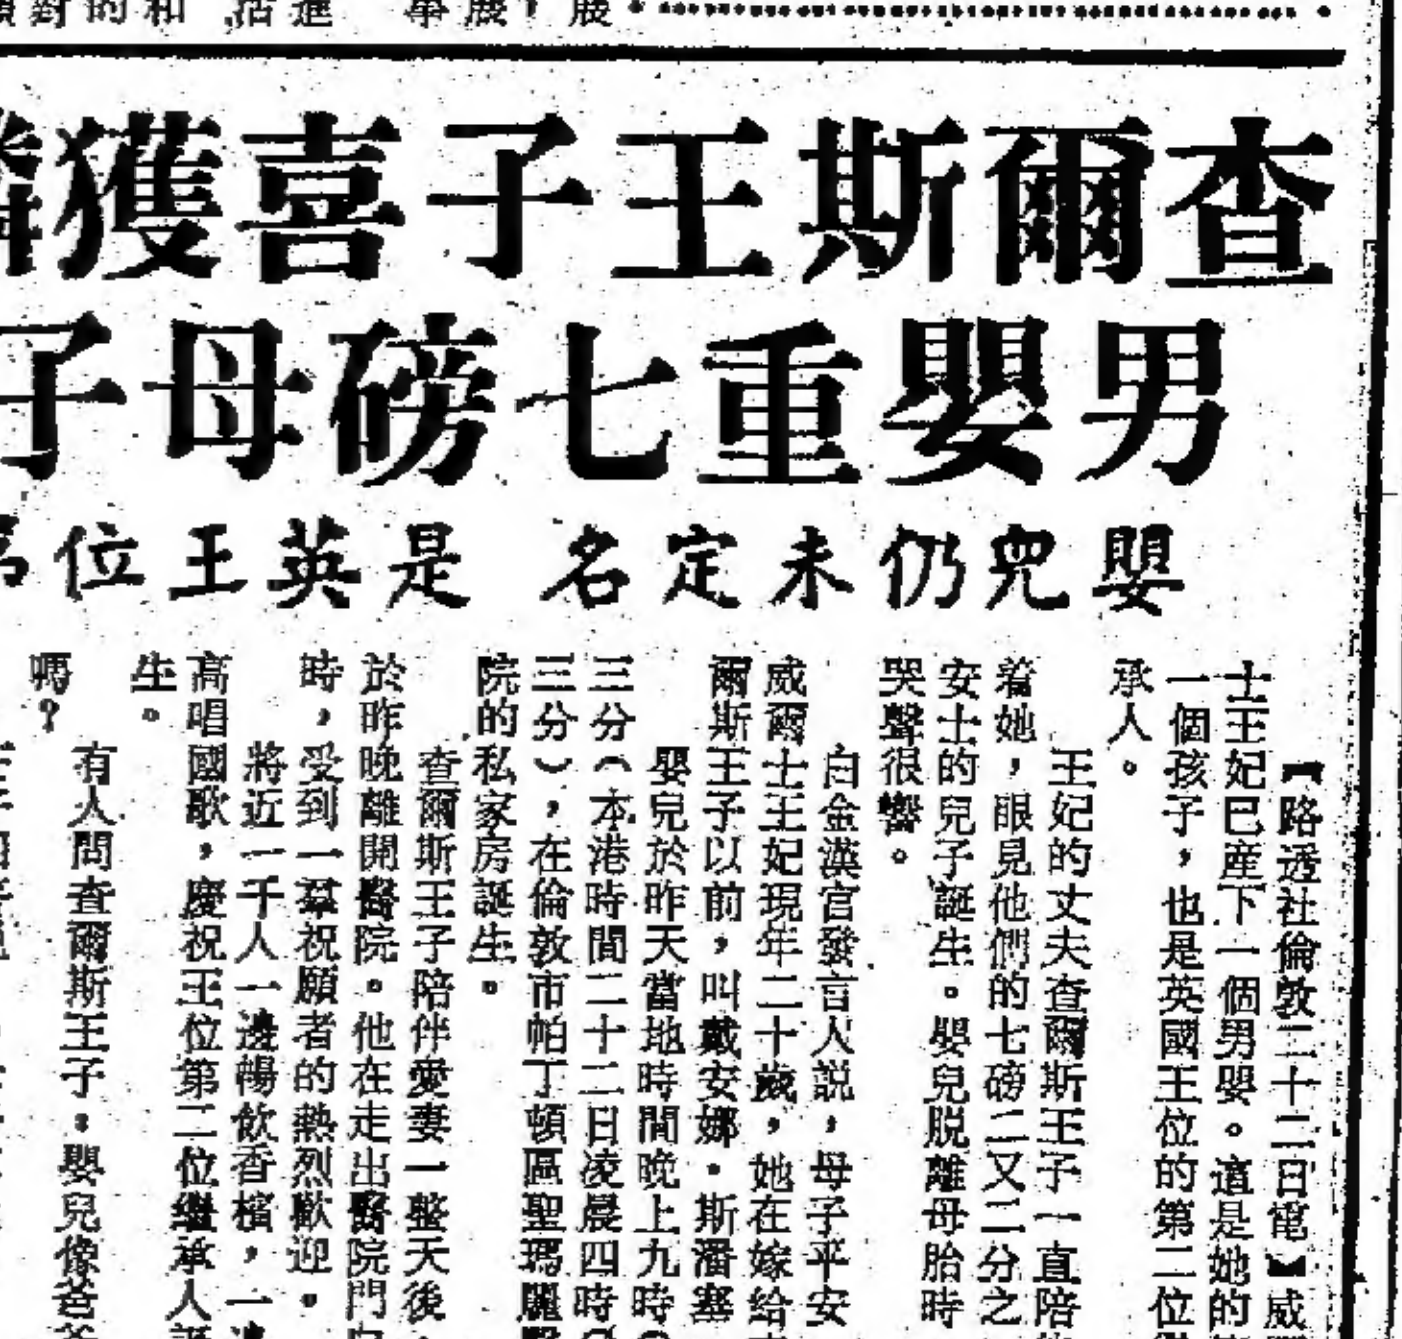 查爾斯王子喜獲
男嬰重七磅母子
嬰兒仍未定名 是英王位
【路透社倫敦二十二日電】威
士王妃已產下一個男嬰。這是她的
一個孩子,也是英國王位的第二位
承人。
王妃的丈夫查爾斯王子一直陪
着她,眼見他們的七磅二又二分之
安士的兒子誕生。嬰兒脫離母胎時
哭聲很響。
白金漢宮發言人説,母子平安
威爾士王妃現年二十歲,她在嫁給
爾斯王子以前,叫戴安娜・斯潘塞
嬰兒於昨天當地時間晚上九時
三分(本港時間二十二日凌晨四時
三分),在倫敦市帕丁頓區聖瑪麗醫
院的私家房誕生。
查爾斯王子陪伴愛妻一整天後,
於昨晚離開醫院。他在走出醫院門
時,受到一羣祝願者的熱烈歡迎。
將近一千人一邊暢飲香檳,一邊
高唱國歌,慶祝王位第二位繼承人誕
生。
有人問查爾斯王子:嬰兒像爸爸
嗎?